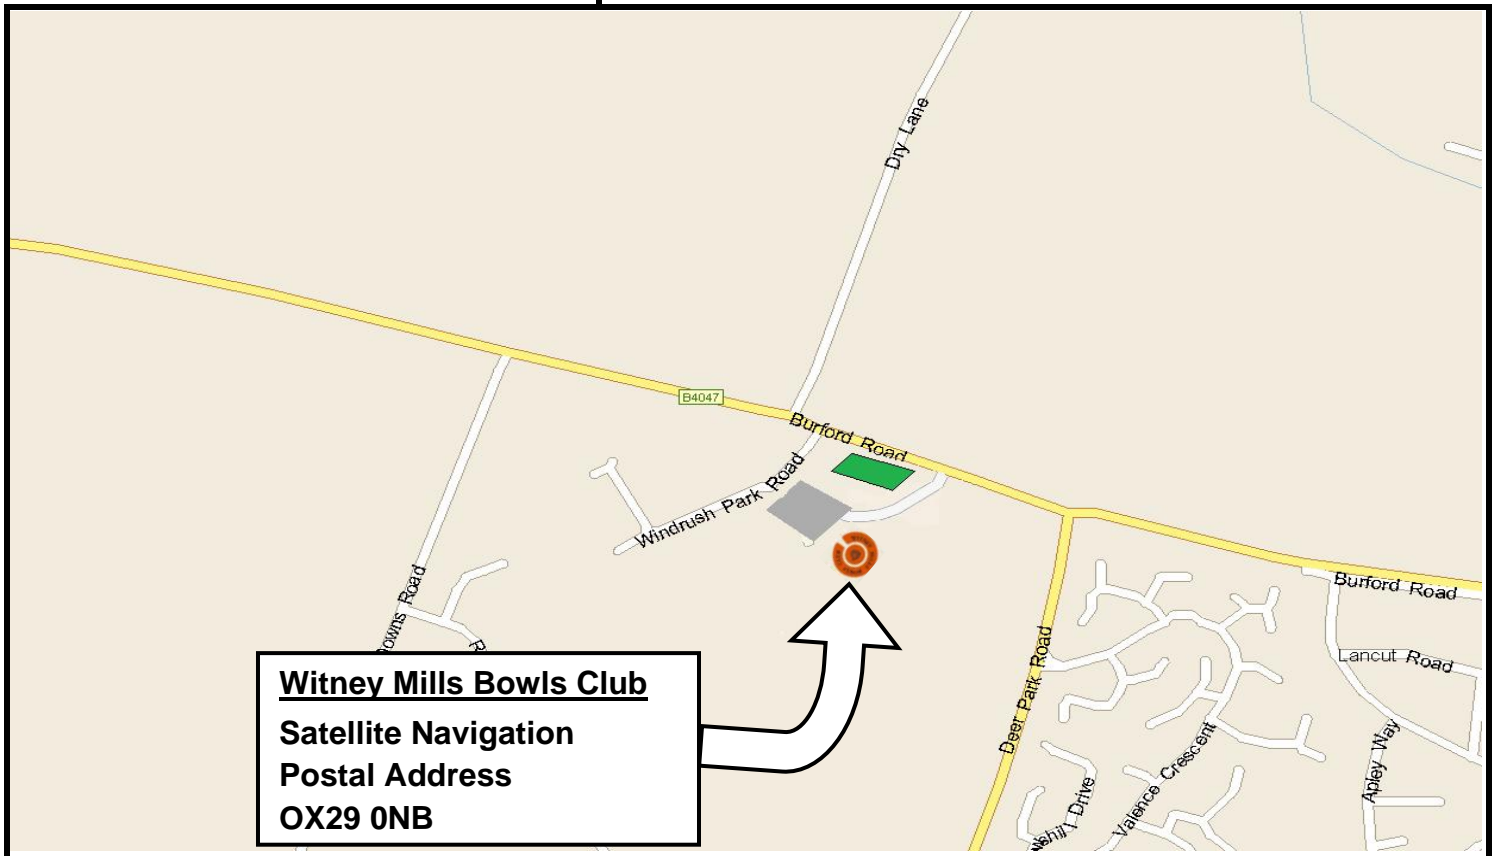 Dry Lane
B4047
Burford Road
Windrush Park Road
Burford Road
Lancut Road
Deer Park Road
Apley Way
Valence Crescent
Drive
Road
Witney Mills Bowls Club
Satellite Navigation
Postal Address
OX29 0NB